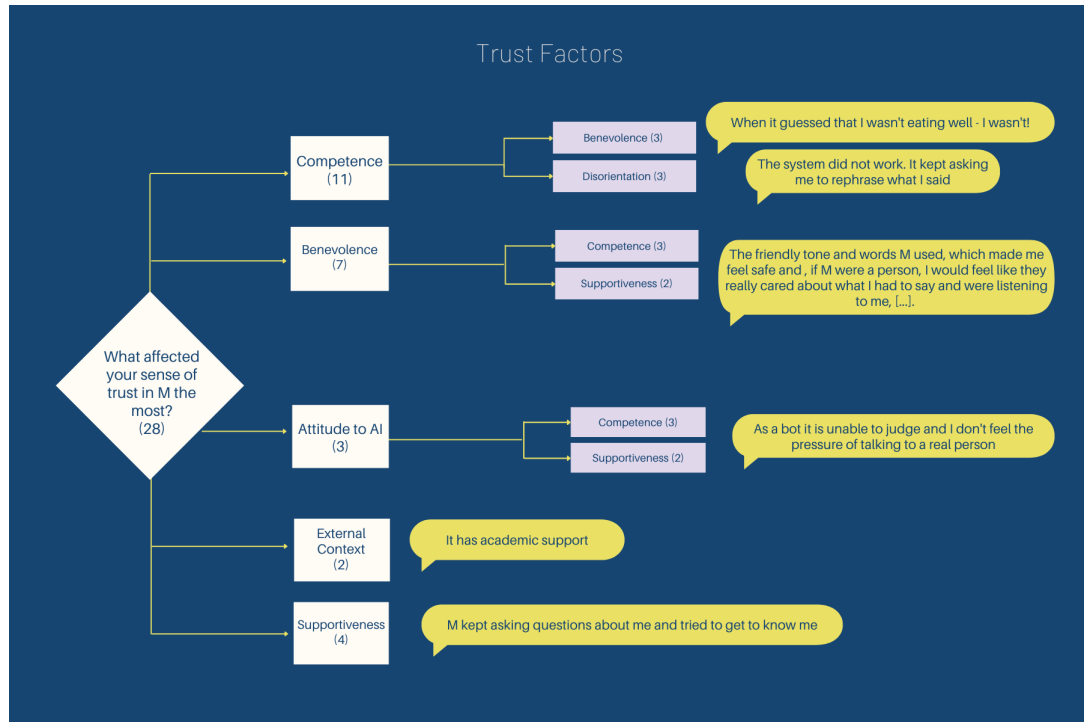 Trust Factors
What affected
your sense of
trust in M the
most?
(28)
Competence
(11)
Benevolence (3)
When it guessed that I wasn't eating well - I wasn't!
Disorientation (3)
The system did not work. It kept asking
me to rephrase what I said
Benevolence
(7)
Competence (3)
Supportiveness (2)
The friendly tone and words M used, which made me
feel safe and , if M were a person, I would feel like they
really cared about what I had to say and were listening
to me, [...].
Attitude to AI
(3)
Competence (3)
Supportiveness (2)
As a bot it is unable to judge and I don't feel the
pressure of talking to a real person
External
Context
(2)
It has academic support
Supportiveness
(4)
M kept asking questions about me and tried to get to know me